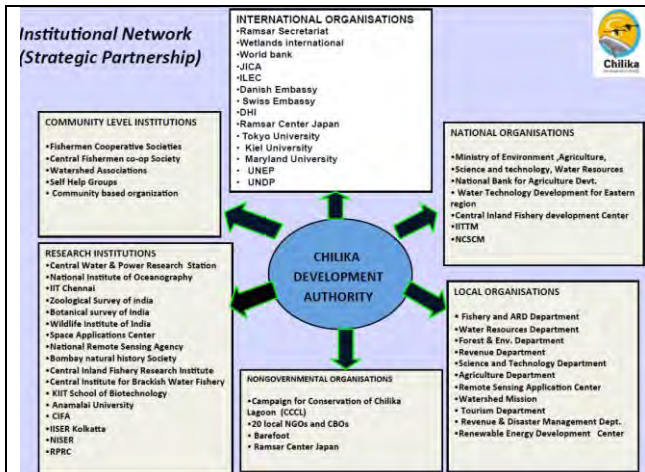 Institutional Network
(Strategic Partnership)
INTERNATIONAL ORGANISATIONS
•Ramsar Secretariat
•Wetlands international
•World bank
•JICA
•ILEC
•Danish Embassy
•Swiss Embassy
•DHI
•Ramsar Center Japan
•Tokyo University
•Kiel University
•Maryland University
•UNEP
•UNDP
Chilika
COMMUNITY LEVEL INSTITUTIONS
•Fishermen Cooperative Societies
•Central Fishermen co-op Society
•Watershed Associations
•Self Help Groups
•Community based organization
NATIONAL ORGANISATIONS
•Ministry of Environment ,Agriculture,
•Science and technology, Water Resources
•National Bank for Agriculture Devt.
•Water Technology Development for Eastern
region
•Central Inland Fishery development Center
•IITTM
•NCSCM
CHILIKA
DEVELOPMENT
AUTHORITY
RESEARCH INSTITUTIONS
•Central Water & Power Research Station
•National Institute of Oceanography
•IIT Chennai
•Zoological Survey of india
•Botanical survey of India
•Wildlife Institute of India
•Space Applications Center
•National Remote Sensing Agency
•Bombay natural history Society
•Central Inland Fishery Research Institute
•Central Institute for Brackish Water Fishery
•KIIT School of Biotechnology
•Anamalai University
•CIFA
•IISER Kolkatta
•NISER
•RPRC
NONGOVERNMENTAL ORGANISATIONS
•Campaign for Conservation of Chilika
Lagoon (CCCL)
•20 local NGOs and CBOs
•Barefoot
•Ramsar Center Japan
LOCAL ORGANISATIONS
•Fishery and ARD Department
•Water Resources Department
•Forest & Env. Department
•Revenue Department
•Science and Technology Department
•Agriculture Department
•Remote Sensing Application Center
•Watershed Mission
•Tourism Department
•Revenue & Disaster Management Dept.
•Renewable Energy Development Center